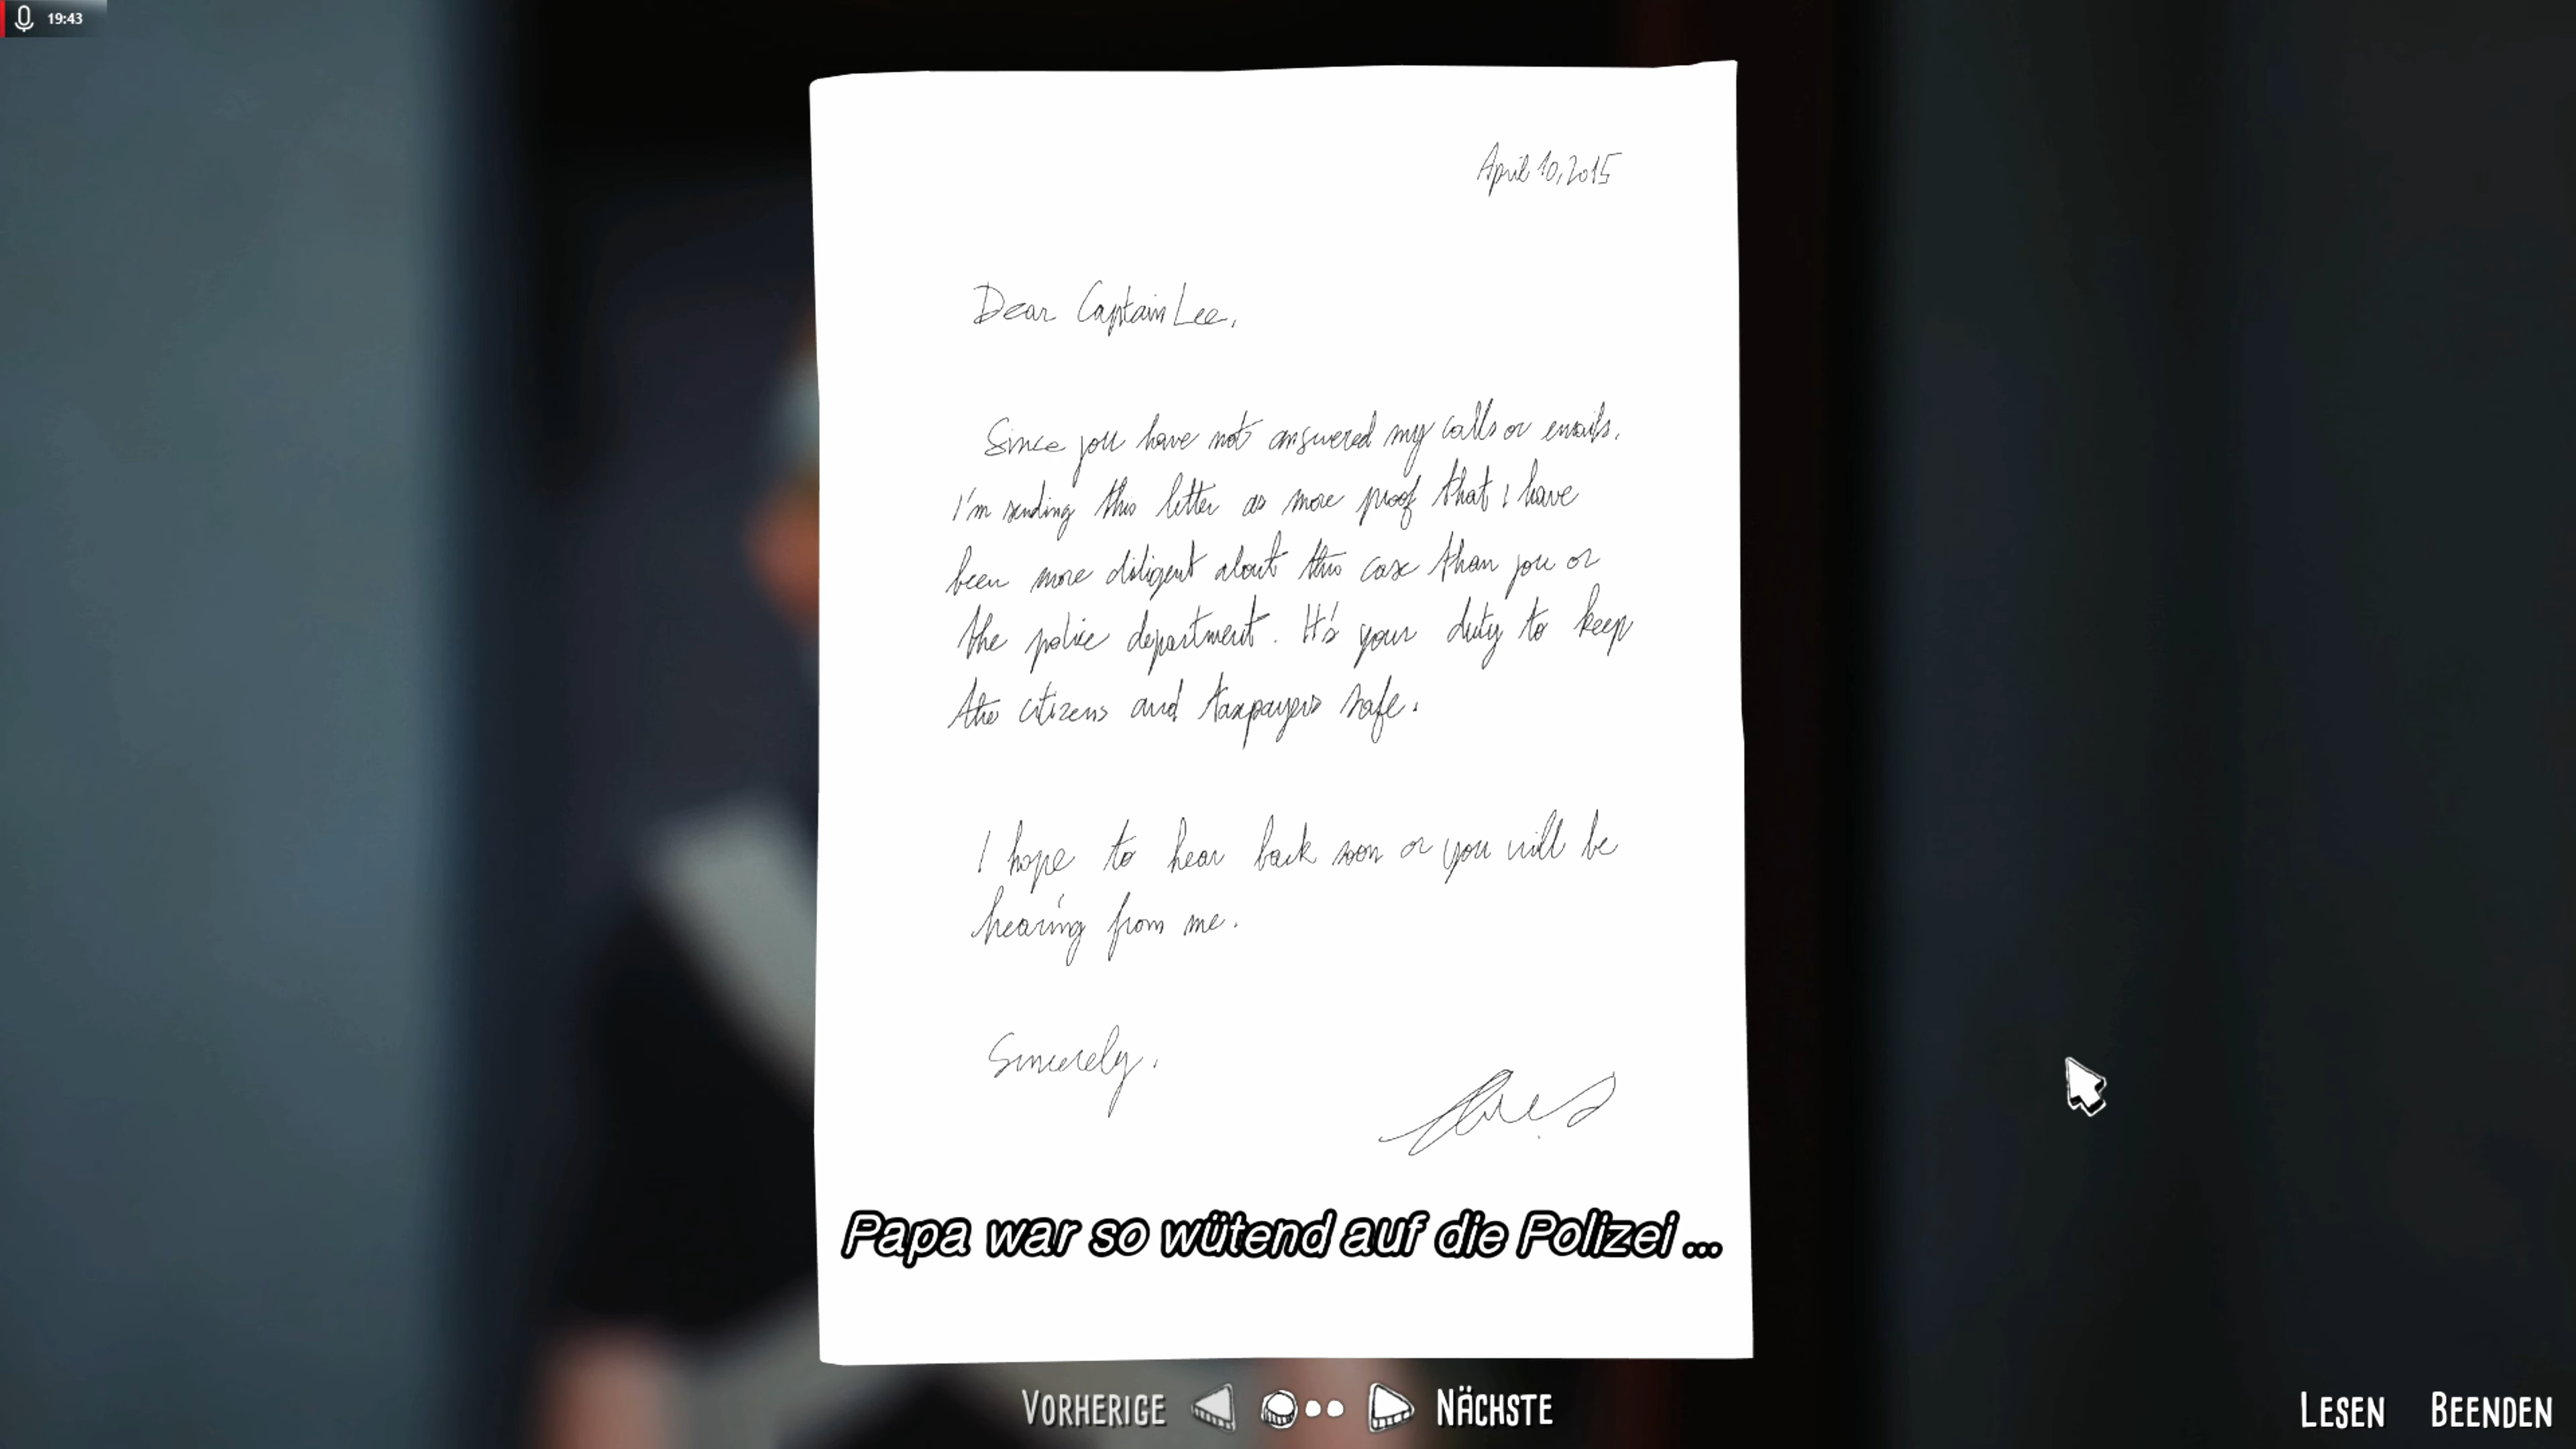 19:43
April 10, 2015
Dear Captain Lee,
Since you have not answered my calls or emails,
I'm sending this letter as more proof that I have
been more diligent about this case than you or
the police department. It's your duty to keep
the citizens and taxpayers safe.
I hope to hear back soon or you will be
hearing from me.
Sincerely,
Papa war so wütend auf die Polizei ...
VORHERIGE NÄCHSTE
LESEN BEENDEN